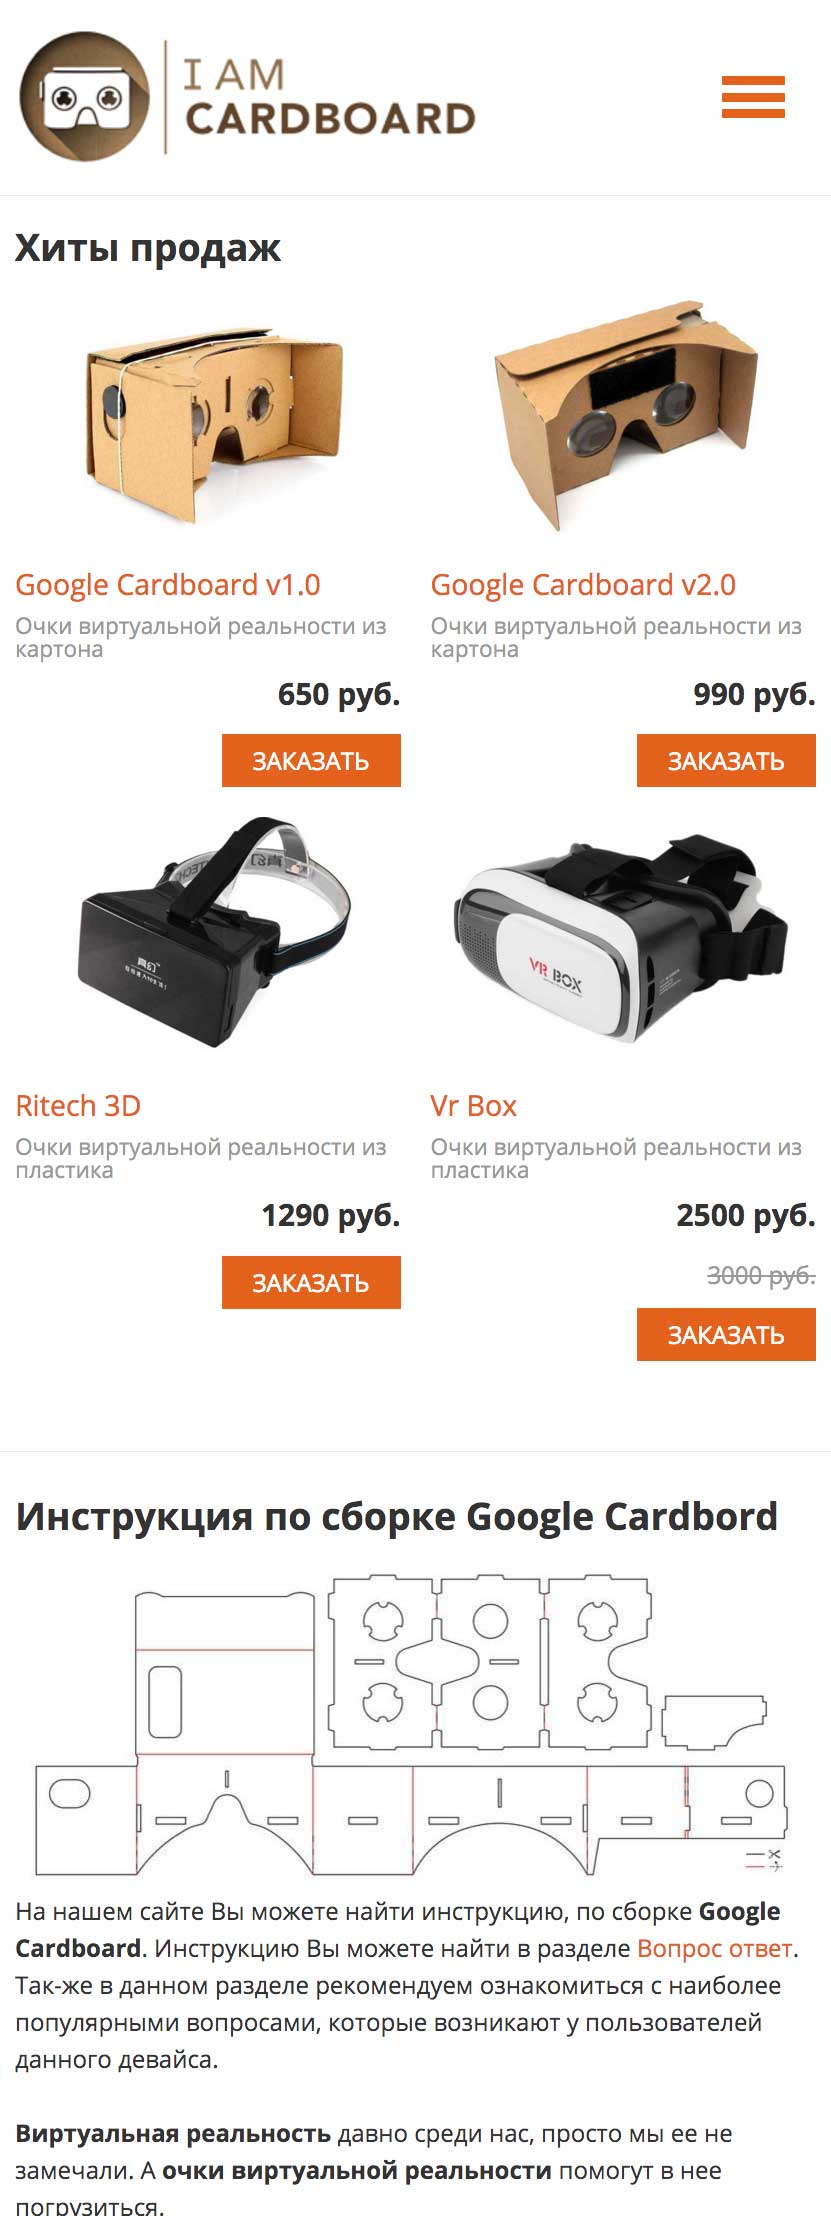 I AM
CARDBOARD
Хиты продаж
Google Cardboard v1.0
Очки виртуальной реальности из
картона
650 руб.
ЗАКАЗАТЬ
Google Cardboard v2.0
Очки виртуальной реальности из
картона
990 руб.
ЗАКАЗАТЬ
VR BOX
Ritech 3D
Очки виртуальной реальности из
пластика
1290 руб.
ЗАКАЗАТЬ
Vr Box
Очки виртуальной реальности из
пластика
2500 руб.
3000 руб.
ЗАКАЗАТЬ
Инструкция по сборке Google Cardbord
На нашем сайте Вы можете найти инструкцию, по сборке Google
Cardboard. Инструкцию Вы можете найти в разделе Вопрос ответ.
Так-же в данном разделе рекомендуем ознакомиться с наиболее
популярными вопросами, которые возникают у пользователей
данного девайса.
Виртуальная реальность давно среди нас, просто мы ее не
замечали. А очки виртуальной реальности помогут в нее
погрузиться.